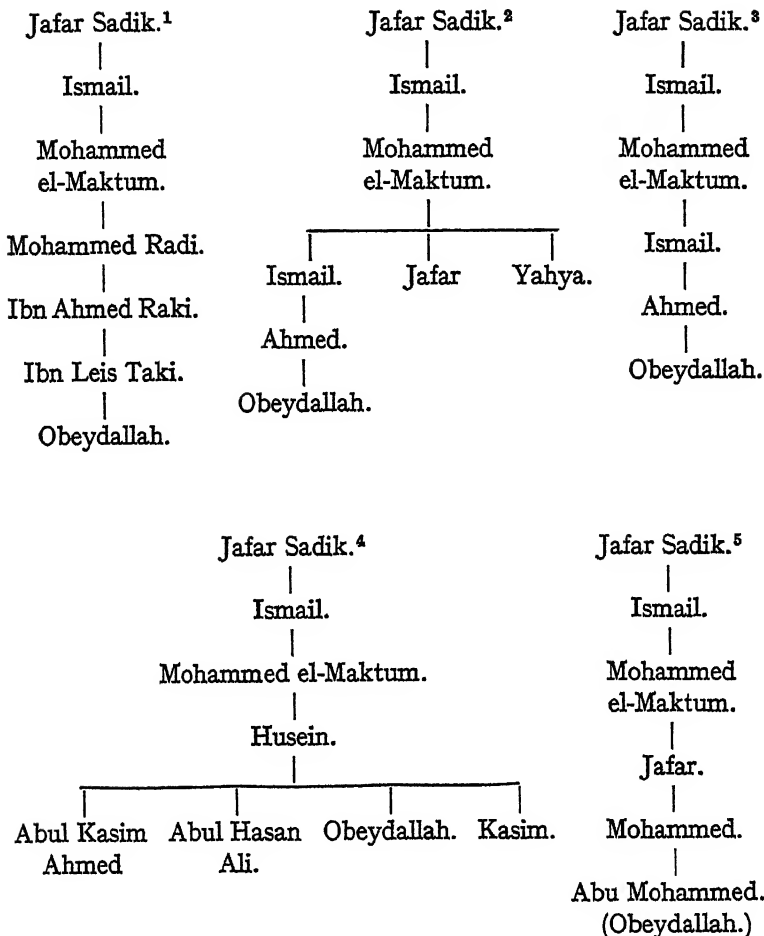 Jafar Sadik.¹ Jafar Sadik.² Jafar Sadik.³
Ismail. Ismail. Ismail.
Mohammed Mohammed Mohammed
el-Maktum. el-Maktum. el-Maktum.
Mohammed Radi. Ismail. Jafar Yahya. Ismail.
Ibn Ahmed Raki. Ahmed. Ahmed.
Ibn Leis Taki. Obeydallah. Obeydallah.
Obeydallah.
Jafar Sadik.⁴ Jafar Sadik.⁵
Ismail. Ismail.
Mohammed el-Maktum. Mohammed
el-Maktum.
Husein. Jafar.
Abul Kasim Abul Hasan Obeydallah. Kasim. Mohammed.
Ahmed Ali.
Abu Mohammed.
(Obeydallah.)